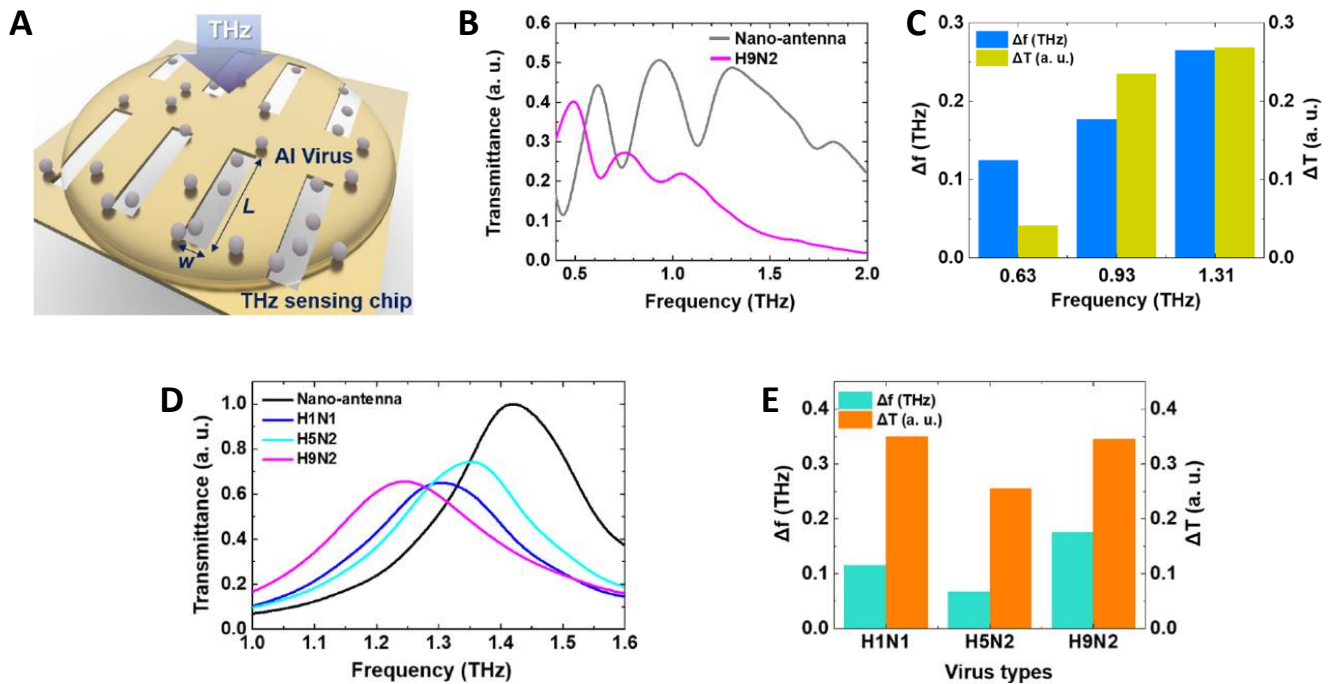 A
THz
AI Virus
L
w
THz sensing chip
B
Transmittance (a. u.)
0.6
0.5
0.4
0.3
0.2
0.1
0.0
Nano-antenna
H9N2
0.5 1.0 1.5 2.0
Frequency (THz)
C
Δf (THz)
0.3
0.2
0.1
0.0
Δf (THz)
ΔT (a. u.)
0.3
0.2
0.1
0.0
ΔT (a. u.)
0.63 0.93 1.31
Frequency (THz)
D
Transmittance (a. u.)
1.0
0.8
0.6
0.4
0.2
0.0
Nano-antenna
H1N1
H5N2
H9N2
1.0 1.1 1.2 1.3 1.4 1.5 1.6
Frequency (THz)
E
Δf (THz)
0.4
0.3
0.2
0.1
0.0
Δf (THz)
ΔT (a. u.)
0.4
0.3
0.2
0.1
0.0
ΔT (a. u.)
H1N1 H5N2 H9N2
Virus types